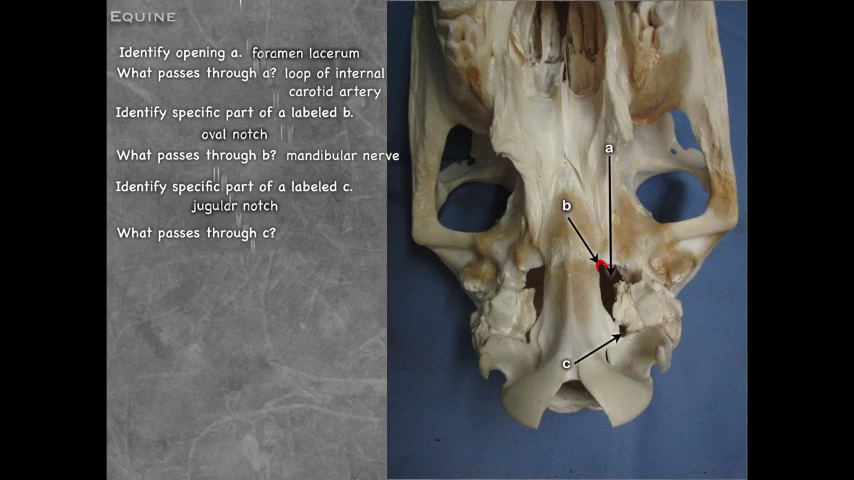 EQUINE
Identify opening a. foramen lacerum
What passes through a? loop of internal
carotid artery
Identify specific part of a labeled b.
oval notch
What passes through b? mandibular nerve
Identify specific part of a labeled c.
jugular notch
What passes through c?
a
b
c